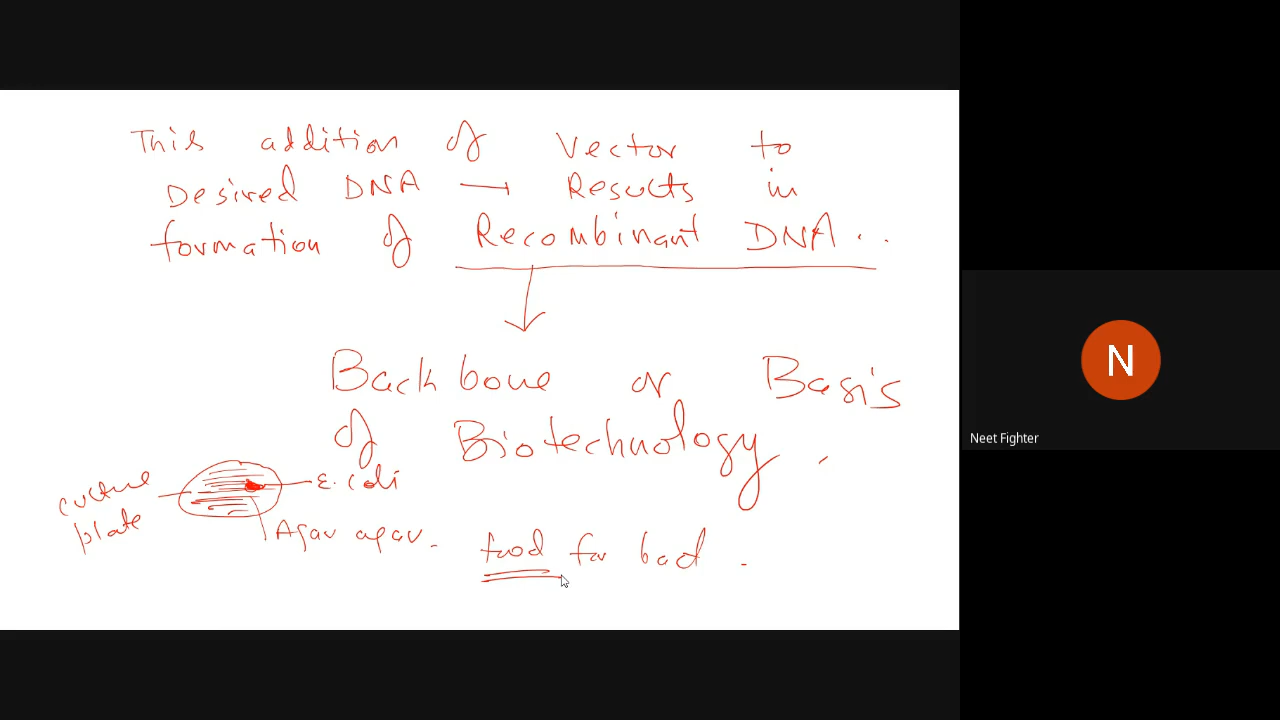 This addition of Vector to
Desired DNA → Results in
formation of Recombinant DNA..
Backbone or Basis
of Biotechnology.
culture
plate
E. coli
Agar agar.
food for bact.
N
Neet Fighter